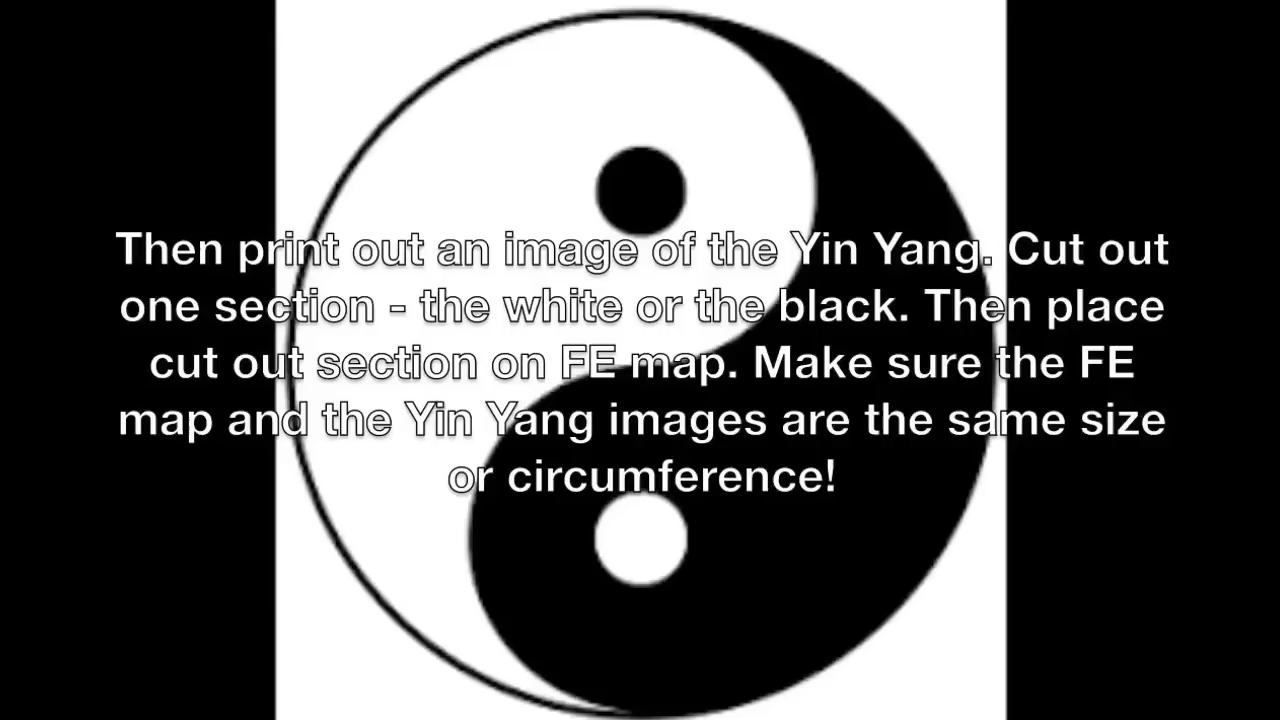 Then print out an image of the Yin Yang. Cut out
one section - the white or the black. Then place
cut out section on FE map. Make sure the FE
map and the Yin Yang images are the same size
or circumference!